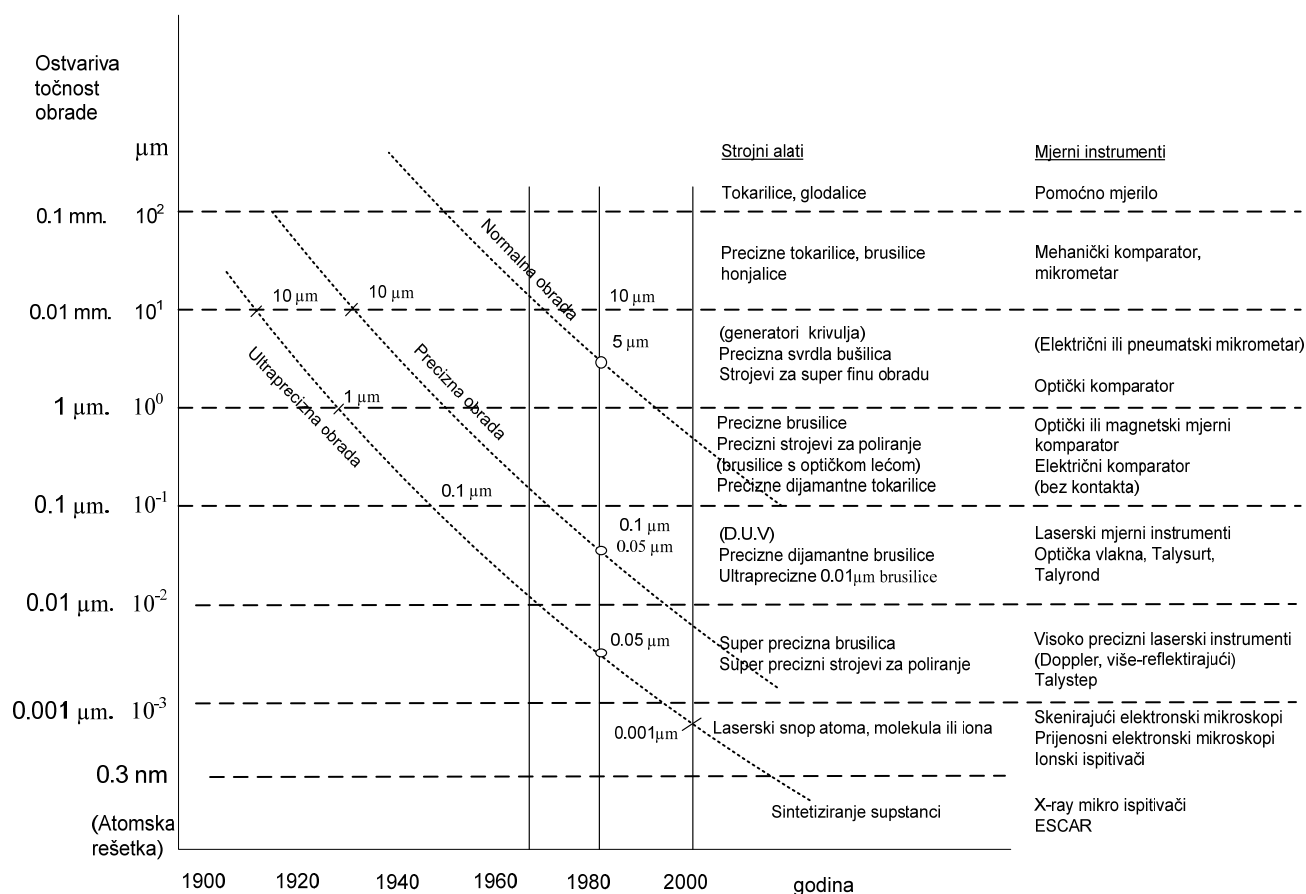 Ostvariva
točnost
obrade
µm
Strojni alati
Mjerni instrumenti
Tokarilice, glodalice
Pomoćno mjerilo
0.1 mm.
10²
Normalna obrada
Precizne tokarilice, brusilice
honjalice
Mehanički komparator,
mikrometar
10 µm
10 µm
10 µm
0.01 mm.
10¹
5 µm
(generatori krivulja)
Precizna svrdla bušilica
Strojevi za super finu obradu
(Električni ili pneumatski mikrometar)
Optički komparator
Ultraprecizna obrada
Precizna obrada
1 µm
1 µm.
10⁰
Precizne brusilice
Precizni strojevi za poliranje
(brusilice s optičkom lećom)
Precizne dijamantne tokarilice
Optički ili magnetski mjerni
komparator
Električni komparator
(bez kontakta)
0.1 µm
0.1 µm.
10⁻¹
0.1 µm
0.05 µm
(D.U.V)
Precizne dijamantne brusilice
Ultraprecizne 0.01µm brusilice
Laserski mjerni instrumenti
Optička vlakna, Talysurt,
Talyrond
0.01 µm.
10⁻²
0.05 µm
Super precizna brusilica
Super precizni strojevi za poliranje
Visoko precizni laserski instrumenti
(Doppler, više-reflektirajući)
Talystep
0.001 µm.
10⁻³
0.001µm
Laserski snop atoma, molekula ili iona
Skenirajući elektronski mikroskopi
Prijenosni elektronski mikroskopi
Ionski ispitivači
0.3 nm
Sintetiziranje supstanci
X-ray mikro ispitivači
ESCAR
(Atomska
rešetka)
1900
1920
1940
1960
1980
2000
godina